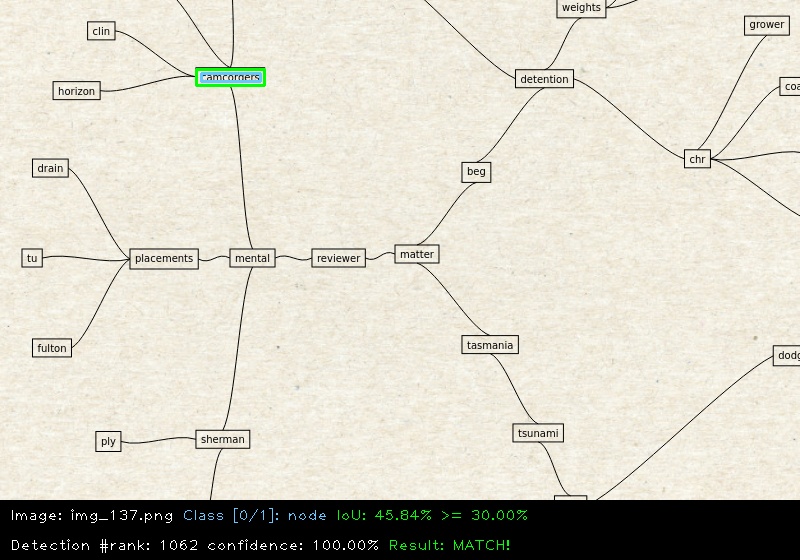 weights
grower
clin
camcorders
detention
coa
horizon
chr
drain
beg
tu
placements
mental
reviewer
matter
fulton
tasmania
dodg
ply
sherman
tsunami
Image: img_137.png Class [0/1]: node IoU: 45.84% >= 30.00%
Detection #rank: 1062 confidence: 100.00% Result: MATCH!